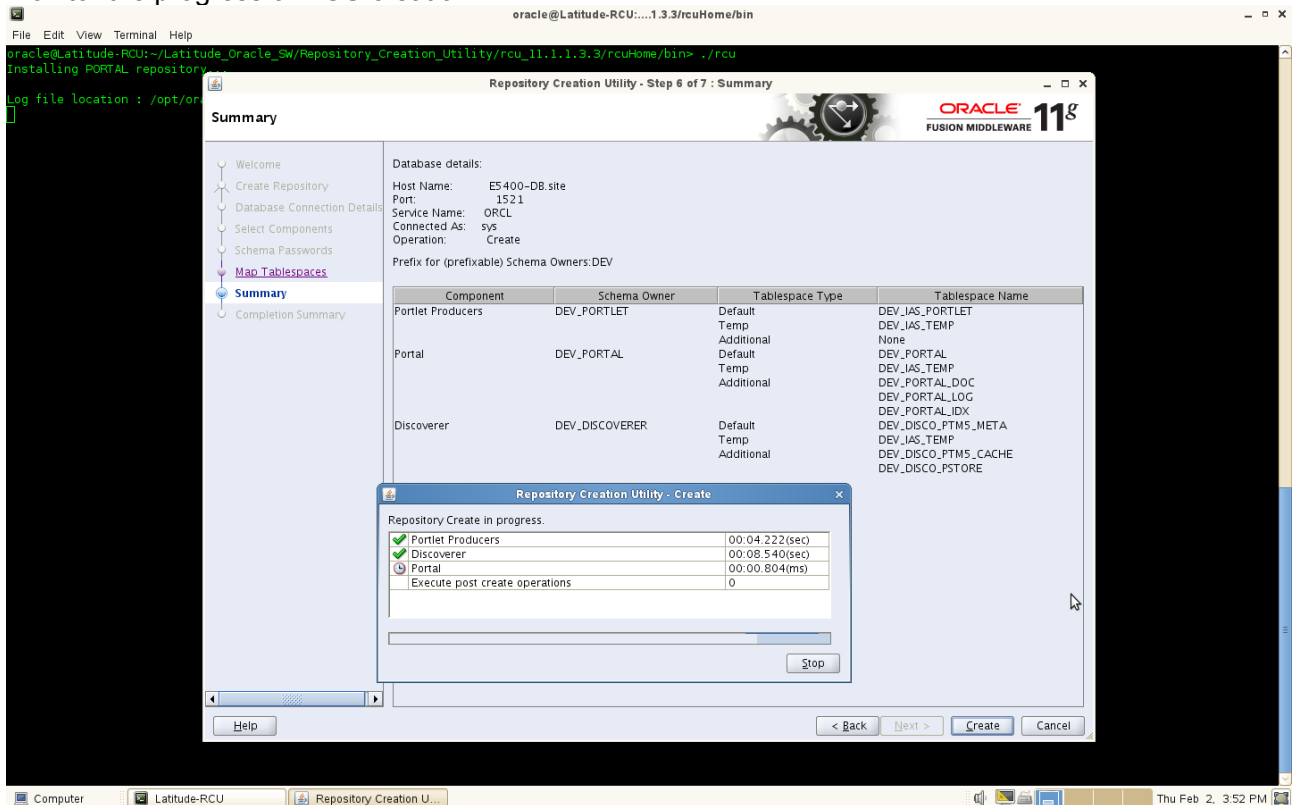 oracle@Latitude-RCU:....1.3.3/rcuHome/bin
File Edit View Terminal Help
oracle@Latitude-RCU:~/Latitude_Oracle_SW/Repository_Creation_Utility/rcu_11.1.1.3.3/rcuHome/bin> ./rcu
Installing PORTAL repository...
Log file location : /opt/or
Repository Creation Utility - Step 6 of 7 : Summary
Summary
ORACLE 11g
FUSION MIDDLEWARE
Welcome
Create Repository
Database Connection Details
Select Components
Schema Passwords
Map Tablespaces
Summary
Completion Summary
Database details:
Host Name: E5400-DB.site
Port: 1521
Service Name: ORCL
Connected As: sys
Operation: Create
Prefix for (prefixable) Schema Owners:DEV
Component Schema Owner Tablespace Type Tablespace Name
Portlet Producers DEV_PORTLET Default DEV_IAS_PORTLET
Temp DEV_IAS_TEMP
Additional None
Portal DEV_PORTAL Default DEV_PORTAL
Temp DEV_IAS_TEMP
Additional DEV_PORTAL_DOC
DEV_PORTAL_LOG
DEV_PORTAL_IDX
Discoverer DEV_DISCOVERER Default DEV_DISCO_PTM5_META
Temp DEV_IAS_TEMP
Additional DEV_DISCO_PTM5_CACHE
DEV_DISCO_PSTORE
Repository Creation Utility - Create
Repository Create in progress.
Portlet Producers 00:04.222(sec)
Discoverer 00:08.540(sec)
Portal 00:00.804(ms)
Execute post create operations 0
Stop
Help < Back Next > Create Cancel
Computer Latitude-RCU Repository Creation U... Thu Feb 2, 3:52 PM